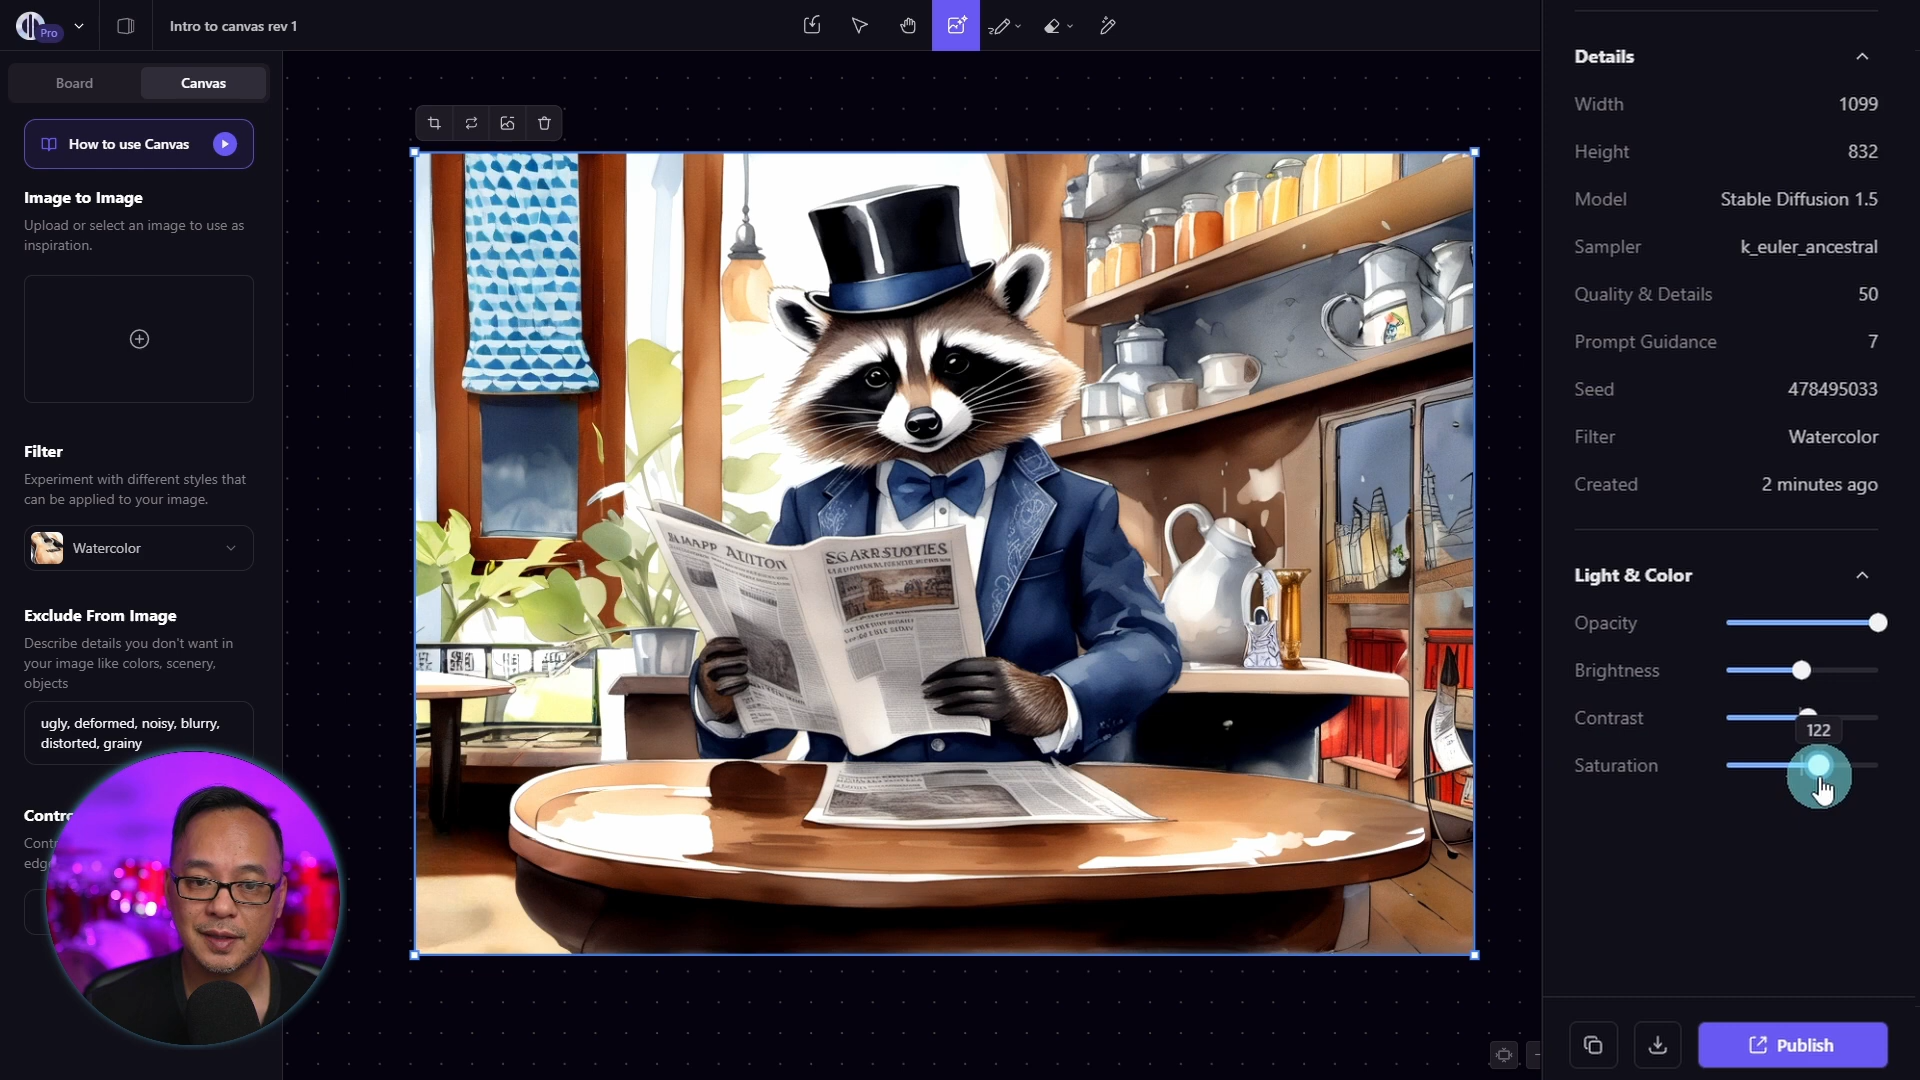 Pro
Intro to canvas rev 1
Board
Canvas
How to use Canvas
Image to Image
Upload or select an image to use as
inspiration.
Filter
Experiment with different styles that
can be applied to your image.
Watercolor
Exclude From Image
Describe details you don't want in
your image like colors, scenery,
objects
ugly, deformed, noisy, blurry,
distorted, grainy
Details
Width 1099
Height 832
Model Stable Diffusion 1.5
Sampler k_euler_ancestral
Quality & Details 50
Prompt Guidance 7
Seed 478495033
Filter Watercolor
Created 2 minutes ago
Light & Color
Opacity
Brightness
Contrast
122
Saturation
Publish